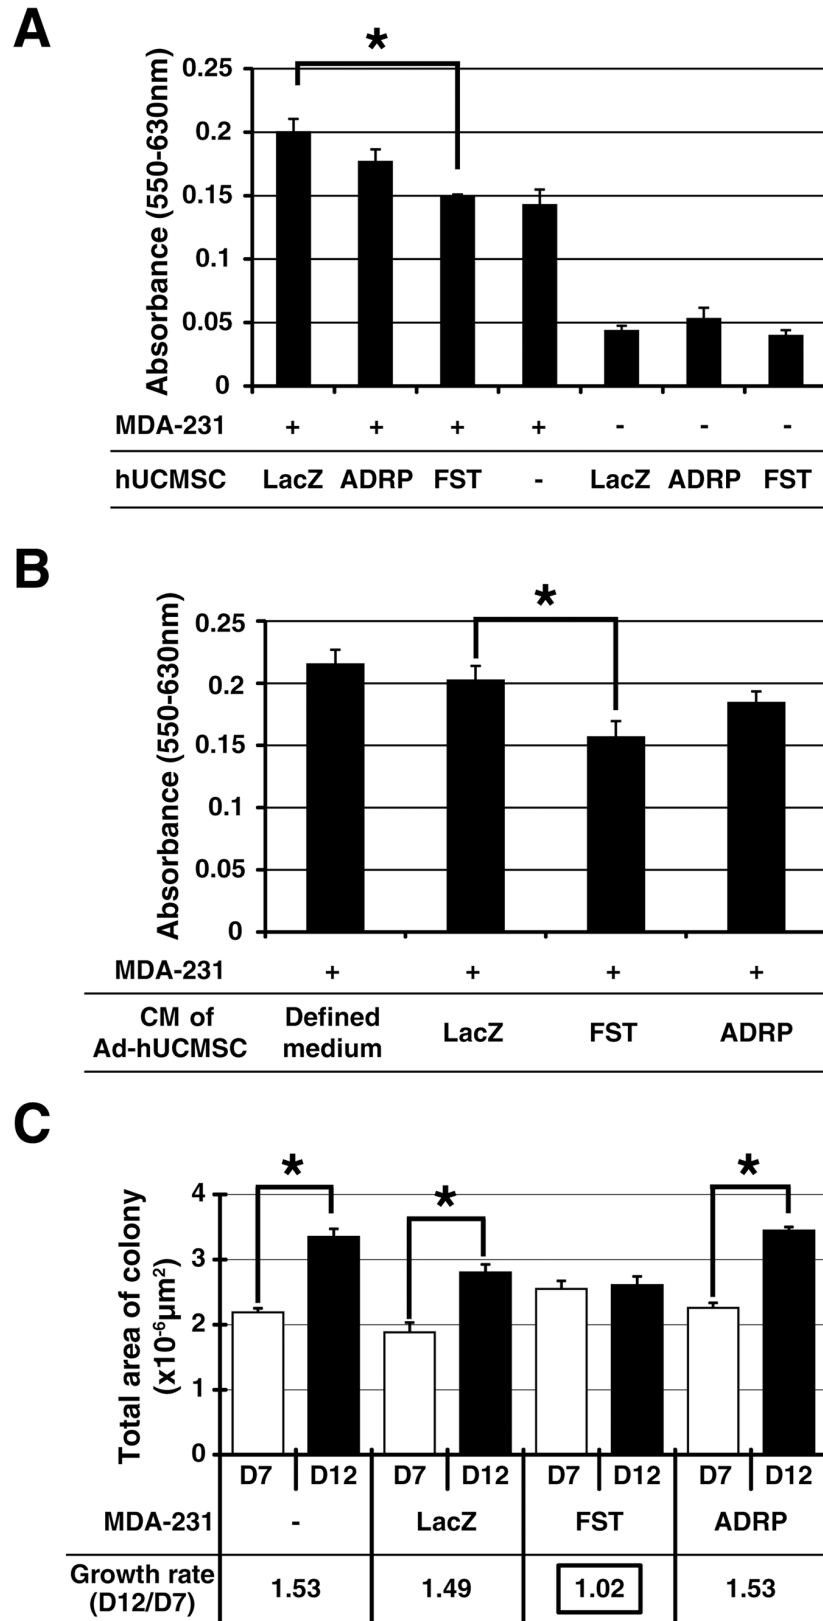 A
*
Absorbance (550-630nm)
0.25
0.2
0.15
0.1
0.05
0
MDA-231 + + + + - - -
hUCMSC LacZ ADRP FST - LacZ ADRP FST
B
*
Absorbance (550-630nm)
0.25
0.2
0.15
0.1
0.05
0
MDA-231 + + + +
CM of
Ad-hUCMSC
Defined
medium
LacZ FST ADRP
C
* * *
Total area of colony
(x10⁻⁶μm²)
4
3
2
1
0
D7 D12 D7 D12 D7 D12 D7 D12
MDA-231 - LacZ FST ADRP
Growth rate
(D12/D7)
1.53 1.49 1.02 1.53